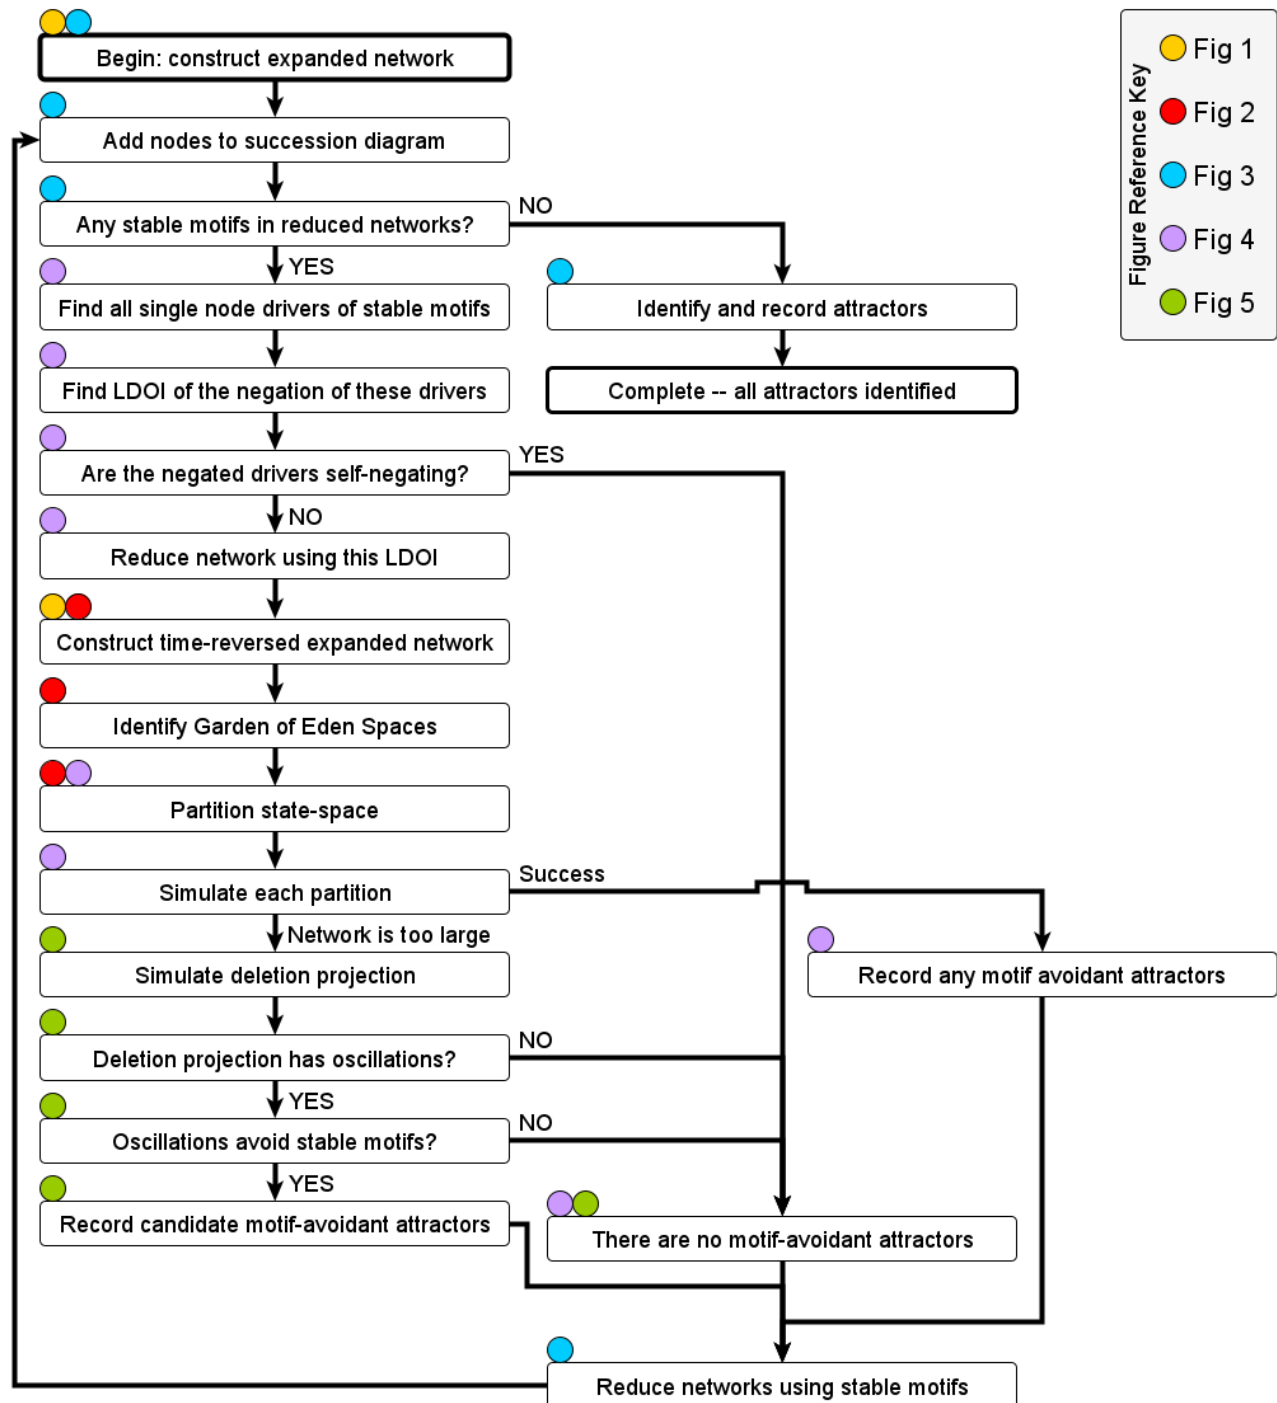 Begin: construct expanded network
Add nodes to succession diagram
Any stable motifs in reduced networks?
NO
YES
Find all single node drivers of stable motifs
Identify and record attractors
Find LDOI of the negation of these drivers
Complete -- all attractors identified
Are the negated drivers self-negating?
YES
NO
Reduce network using this LDOI
Construct time-reversed expanded network
Identify Garden of Eden Spaces
Partition state-space
Simulate each partition
Success
Network is too large
Simulate deletion projection
Record any motif avoidant attractors
Deletion projection has oscillations?
NO
YES
Oscillations avoid stable motifs?
NO
YES
Record candidate motif-avoidant attractors
There are no motif-avoidant attractors
Reduce networks using stable motifs
Figure Reference Key
Fig 1
Fig 2
Fig 3
Fig 4
Fig 5